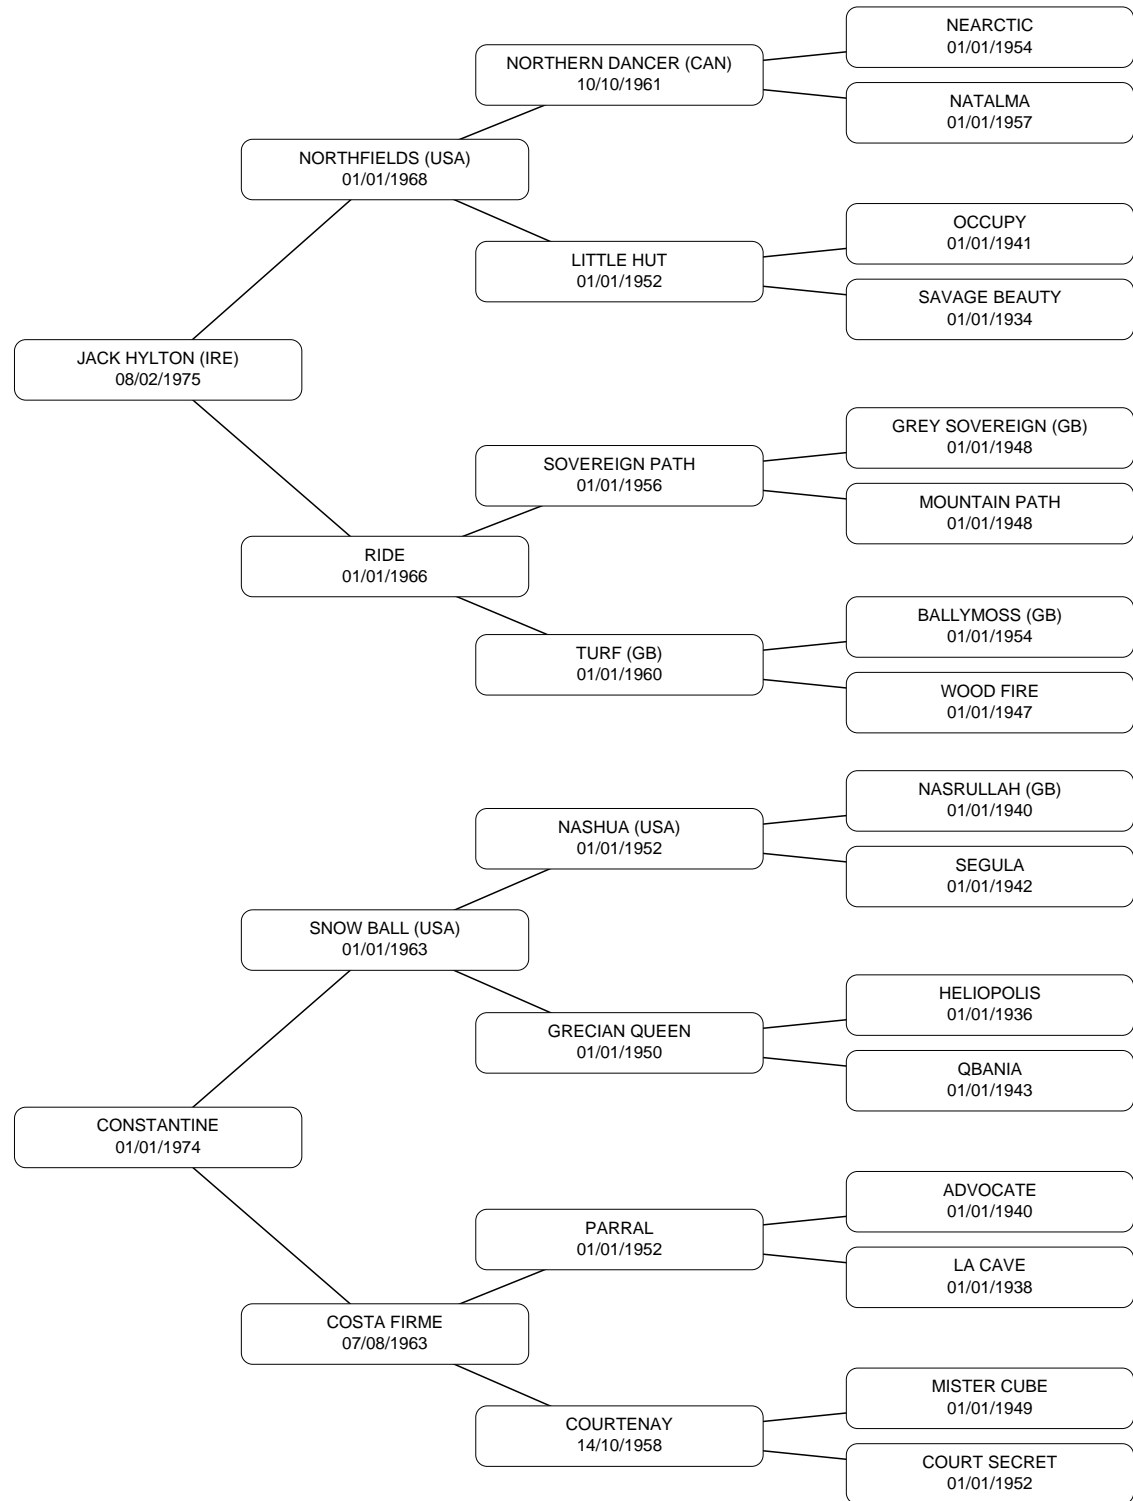 NEARCTIC
01/01/1954
NORTHERN DANCER (CAN)
10/10/1961
NATALMA
01/01/1957
NORTHFIELDS (USA)
01/01/1968
OCCUPY
01/01/1941
LITTLE HUT
01/01/1952
SAVAGE BEAUTY
01/01/1934
JACK HYLTON (IRE)
08/02/1975
GREY SOVEREIGN (GB)
01/01/1948
SOVEREIGN PATH
01/01/1956
MOUNTAIN PATH
01/01/1948
RIDE
01/01/1966
BALLYMOSS (GB)
01/01/1954
TURF (GB)
01/01/1960
WOOD FIRE
01/01/1947
NASRULLAH (GB)
01/01/1940
NASHUA (USA)
01/01/1952
SEGULA
01/01/1942
SNOW BALL (USA)
01/01/1963
HELIOPOLIS
01/01/1936
GRECIAN QUEEN
01/01/1950
QBANIA
01/01/1943
CONSTANTINE
01/01/1974
ADVOCATE
01/01/1940
PARRAL
01/01/1952
LA CAVE
01/01/1938
COSTA FIRME
07/08/1963
MISTER CUBE
01/01/1949
COURTENAY
14/10/1958
COURT SECRET
01/01/1952